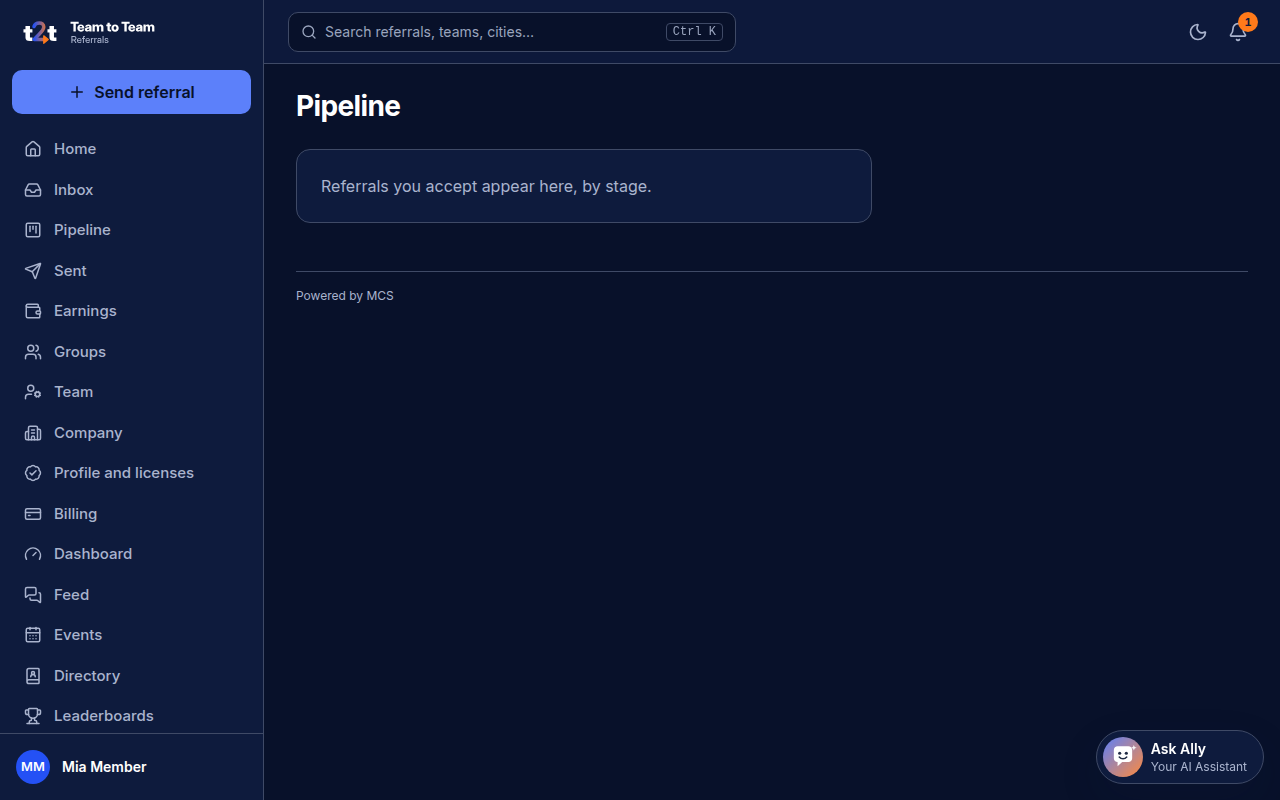 t2t
Team to Team
Referrals
Send referral
Home
Inbox
Pipeline
Sent
Earnings
Groups
Team
Company
Profile and licenses
Billing
Dashboard
Feed
Events
Directory
Leaderboards
MM
Mia Member
Search referrals, teams, cities...
Ctrl K
1
Pipeline
Referrals you accept appear here, by stage.
Powered by MCS
Ask Ally
Your AI Assistant